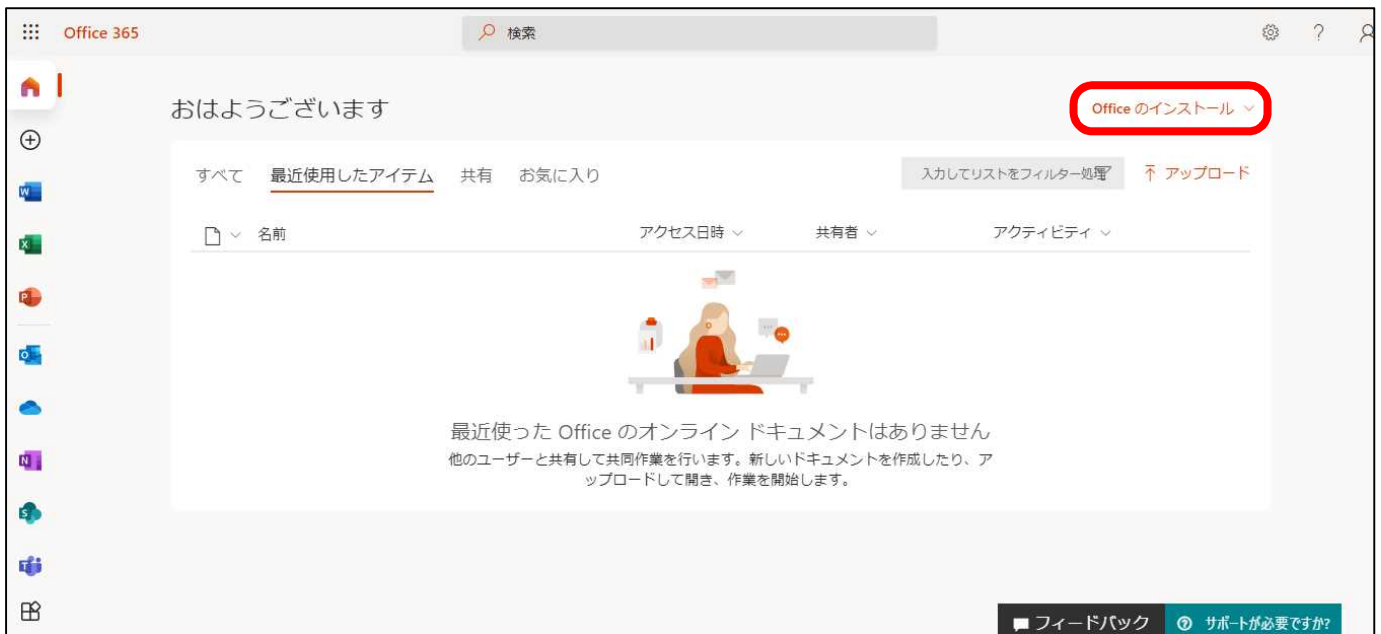 Office 365
検索
おはようございます
Office のインストール
すべて 最近使用したアイテム 共有 お気に入り
入力してリストをフィルター処理
アップロード
名前 アクセス日時 共有者 アクティビティ
最近使った Office のオンライン ドキュメントはありません
他のユーザーと共有して共同作業を行います。新しいドキュメントを作成したり、ア
ップロードして開き、作業を開始します。
フィードバック
サポートが必要ですか?